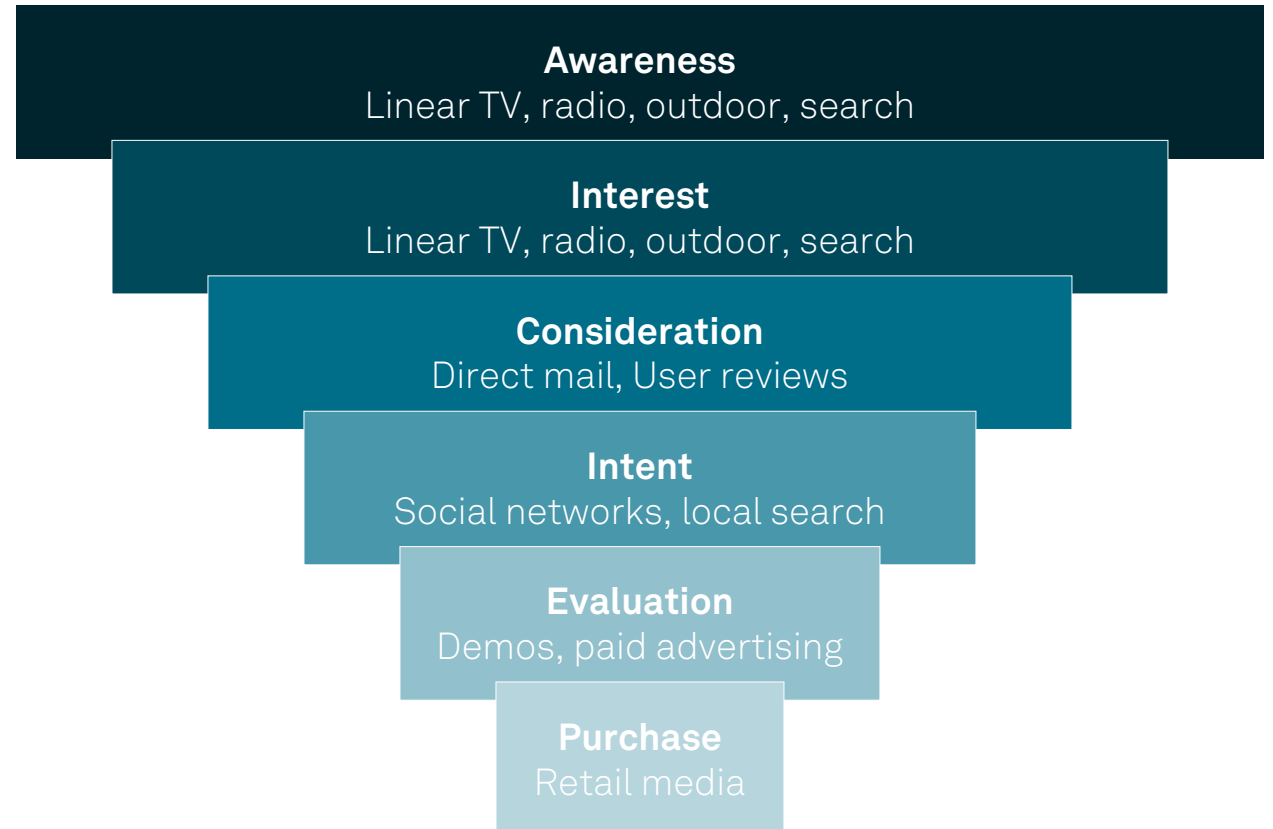 Awareness
Linear TV, radio, outdoor, search
Interest
Linear TV, radio, outdoor, search
Consideration
Direct mail, User reviews
Intent
Social networks, local search
Evaluation
Demos, paid advertising
Purchase
Retail media